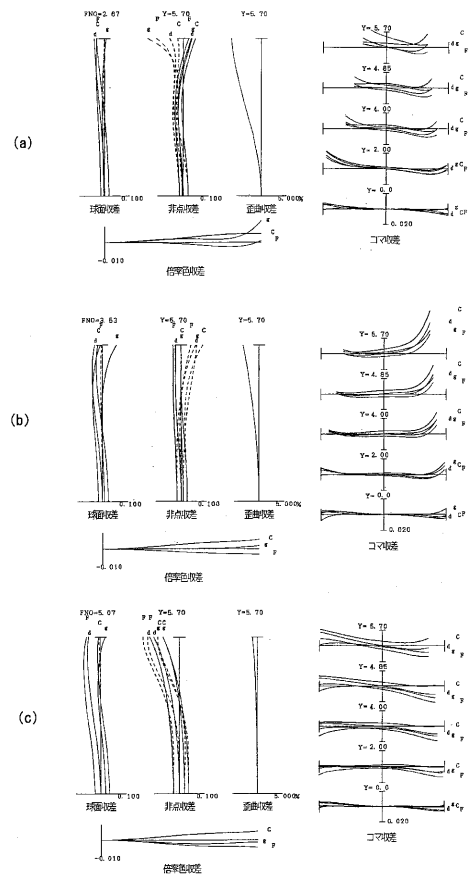 FNO=2.87 Y=5.70 Y=5.70
F
C
d g
F F
C
d g
0.100 0.100 5.000%
球面収差 非点収差 歪曲収差
g
C
F
-0.010
倍率色収差
Y=5.70
C
d g F
Y=4.85
C
d g F
Y=4.00
C
d g F
Y=2.00
d g C F
Y=0.0
g
d C F
0.020
コマ収差
(a)
FNO=3.53 Y=5.70 Y=5.70
F
C
d g
0.100 0.100 5.000%
球面収差 非点収差 歪曲収差
C
g
F
-0.010
倍率色収差
Y=5.70
C
d g F
Y=4.85
C
d g F
Y=4.00
C
d g F
Y=2.00
d g C F
Y=0.0
g
d C F
0.020
コマ収差
(b)
FNO=5.07 Y=5.70 Y=5.70
F
C
d g
F F C C
d d g g
0.100 0.100 5.000%
球面収差 非点収差 歪曲収差
C
g
F
-0.010
倍率色収差
Y=5.70
C
d g F
Y=4.85
C
d g F
Y=4.00
C
d g F
Y=2.00
C
d g F
Y=0.0
d g C F
0.020
コマ収差
(c)